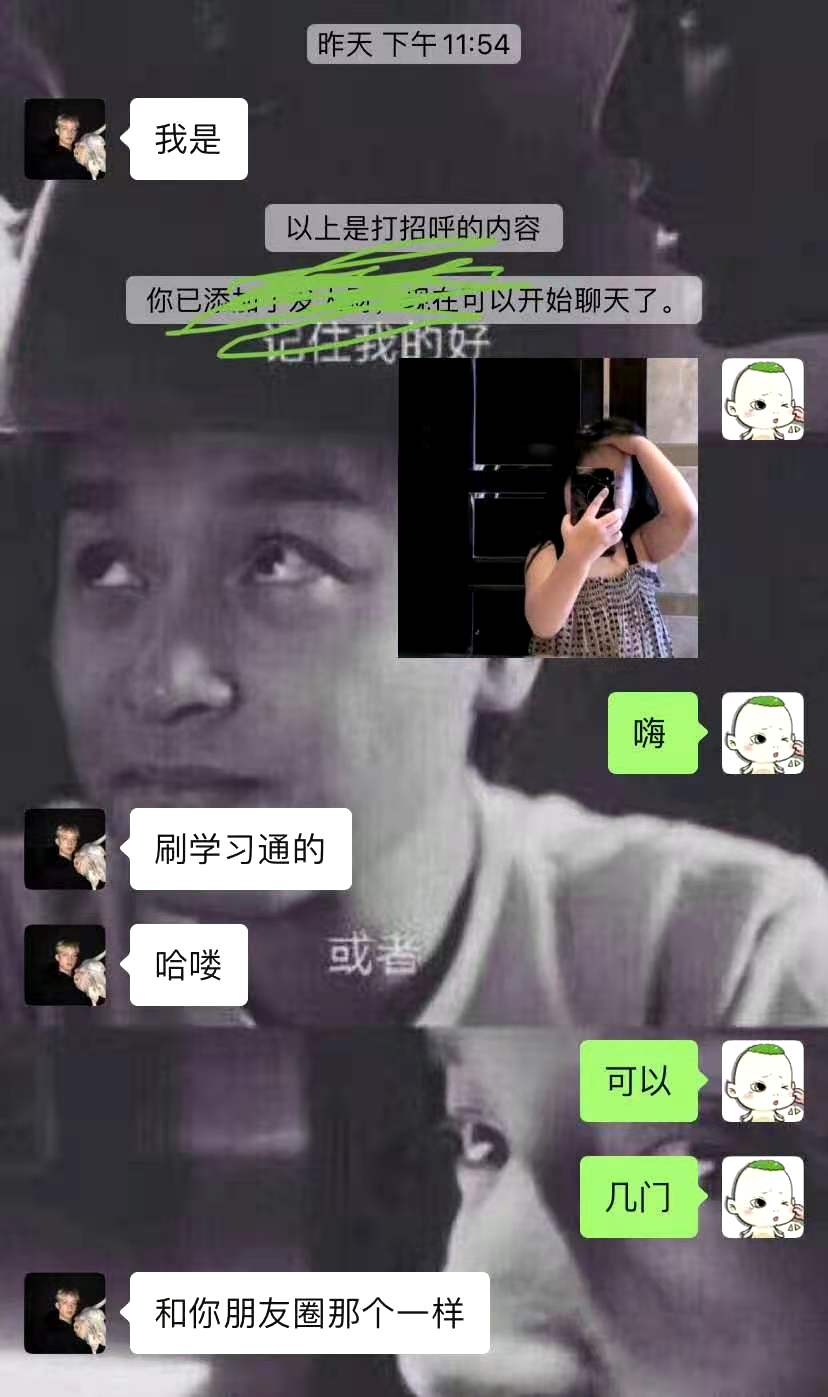 昨天 下午 11:54
我是
以上是打招呼的内容
你已添加了，现在可以开始聊天了。
记住我的好
嗨
刷学习通的
哈喽
或者
可以
几门
和你朋友圈那个一样